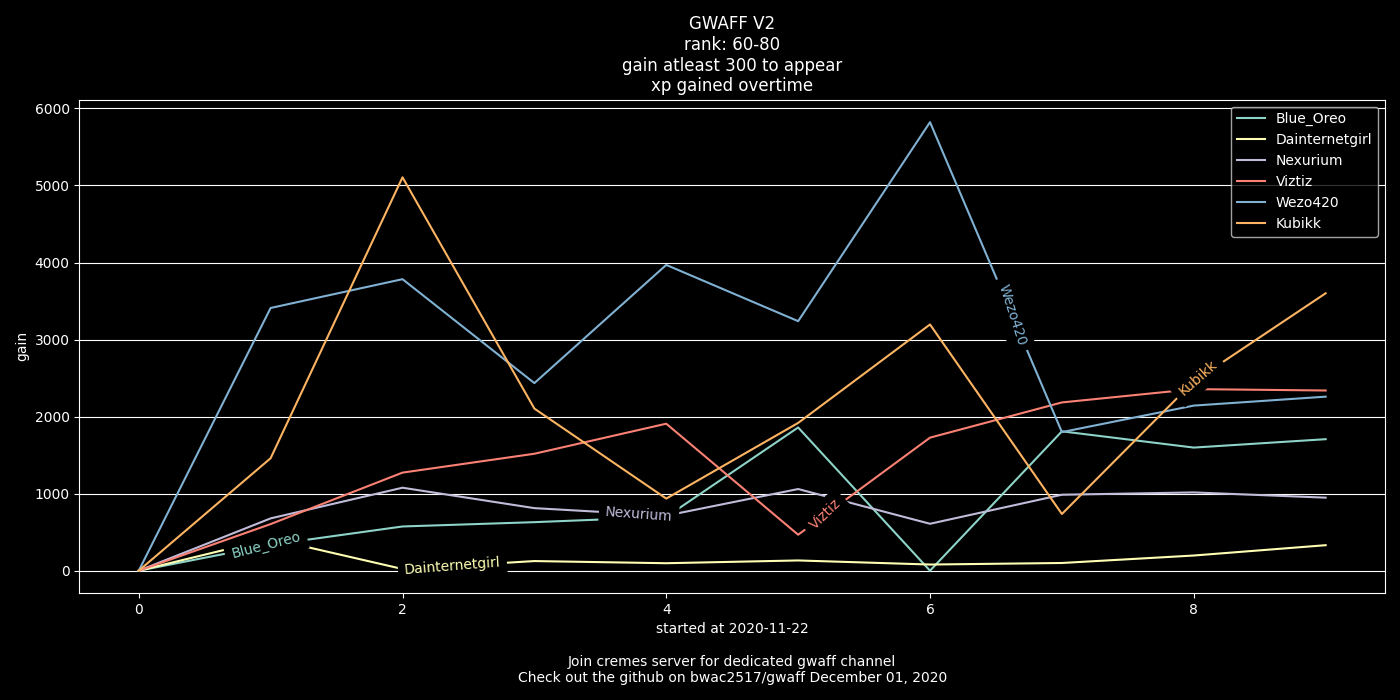 GWAFF V2
rank: 60-80
gain atleast 300 to appear
xp gained overtime
6000
5000
4000
3000
2000
1000
0
gain
Blue_Oreo
Dainternetgirl
Nexurium
Viztiz
Wezo420
Kubikk
Wezo420
Kubikk
Nexurium
Viztiz
Blue_Oreo
Dainternetgirl
0
2
4
6
8
started at 2020-11-22
Join cremes server for dedicated gwaff channel
Check out the github on bwac2517/gwaff December 01, 2020